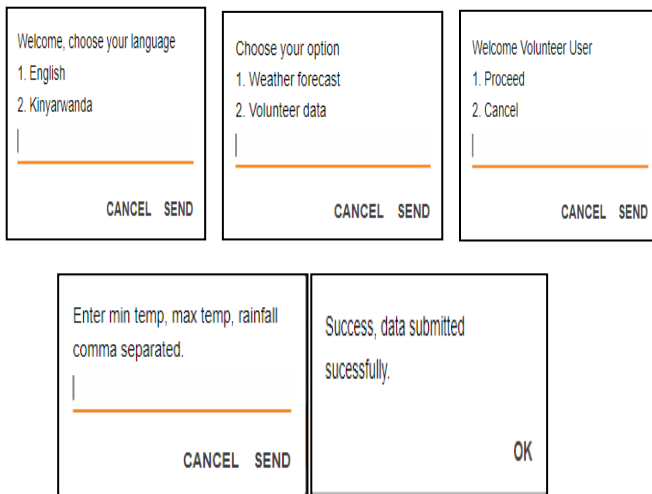 Welcome, choose your language
1. English
2. Kinyarwanda
CANCEL SEND
Choose your option
1. Weather forecast
2. Volunteer data
CANCEL SEND
Welcome Volunteer User
1. Proceed
2. Cancel
CANCEL SEND
Enter min temp, max temp, rainfall
comma separated.
CANCEL SEND
Success, data submitted
sucessfully.
OK